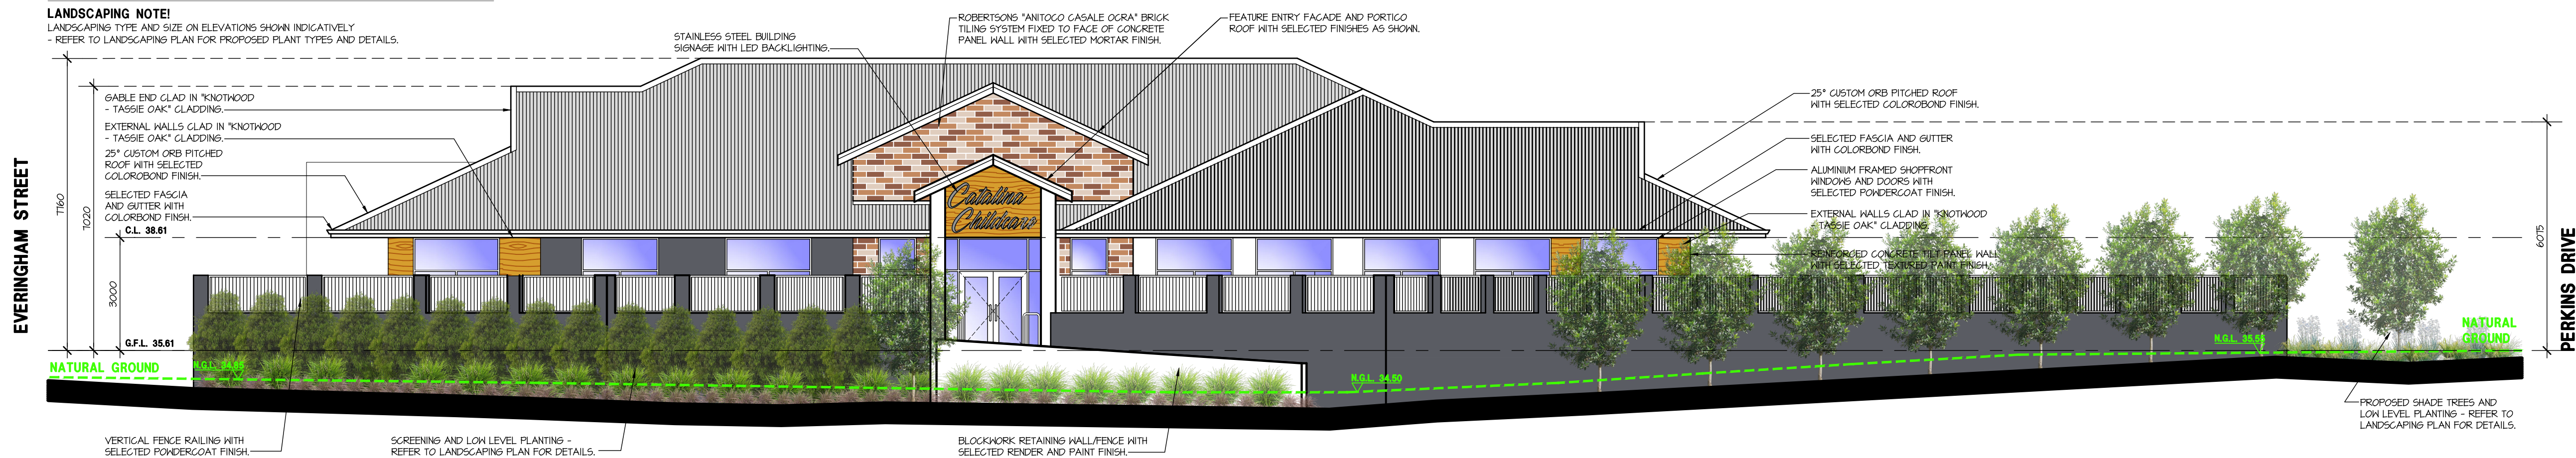 LANDSCAPING NOTE!
LANDSCAPING TYPE AND SIZE ON ELEVATIONS SHOWN INDICATIVELY
- REFER TO LANDSCAPING PLAN FOR PROPOSED PLANT TYPES AND DETAILS.
STAINLESS STEEL BUILDING
SIGNAGE WITH LED BACKLIGHTING.
ROBERTSONS "ANITOCO CASALE OCRA" BRICK
TILING SYSTEM FIXED TO FACE OF CONCRETE
PANEL WALL WITH SELECTED MORTAR FINISH.
FEATURE ENTRY FACADE AND PORTICO
ROOF WITH SELECTED FINISHES AS SHOWN.
GABLE END CLAD IN "KNOTWOOD
- TASSIE OAK" CLADDING.
EXTERNAL WALLS CLAD IN "KNOTWOOD
- TASSIE OAK" CLADDING.
25° CUSTOM ORB PITCHED
ROOF WITH SELECTED
COLOROBOND FINISH.
SELECTED FASCIA
AND GUTTER WITH
COLORBOND FINISH.
C.L. 38.61
G.F.L. 35.61
7160
7020
3000
EVERINGHAM STREET
NATURAL GROUND
N.G.L. 34.85
Catalina
Childcare
25° CUSTOM ORB PITCHED ROOF
WITH SELECTED COLOROBOND FINISH.
SELECTED FASCIA AND GUTTER
WITH COLORBOND FINISH.
ALUMINIUM FRAMED SHOPFRONT
WINDOWS AND DOORS WITH
SELECTED POWDERCOAT FINISH.
EXTERNAL WALLS CLAD IN "KNOTWOOD
- TASSIE OAK" CLADDING.
REINFORCED CONCRETE TILT PANEL WALL
WITH SELECTED TEXTURED PAINT FINISH.
6075
PERKINS DRIVE
NATURAL
GROUND
N.G.L. 35.55
N.G.L. 34.50
VERTICAL FENCE RAILING WITH
SELECTED POWDERCOAT FINISH.
SCREENING AND LOW LEVEL PLANTING -
REFER TO LANDSCAPING PLAN FOR DETAILS.
BLOCKWORK RETAINING WALL/FENCE WITH
SELECTED RENDER AND PAINT FINISH.
PROPOSED SHADE TREES AND
LOW LEVEL PLANTING - REFER TO
LANDSCAPING PLAN FOR DETAILS.